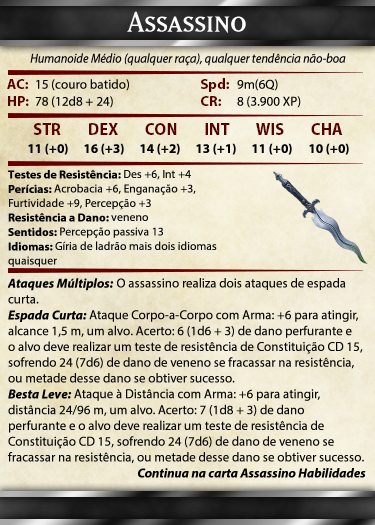 ASSASSINO
Humanoide Médio (qualquer raça), qualquer tendência não-boa
AC: 15 (couro batido) Spd: 9m(6Q)
HP: 78 (12d8 + 24) CR: 8 (3.900 XP)
STR DEX CON INT WIS CHA
11 (+0) 16 (+3) 14 (+2) 13 (+1) 11 (+0) 10 (+0)
Testes de Resistência: Des +6, Int +4
Perícias: Acrobacia +6, Enganação +3,
Furtividade +9, Percepção +3
Resistência a Dano: veneno
Sentidos: Percepção passiva 13
Idiomas: Gíria de ladrão mais dois idiomas
quaisquer
Ataques Múltiplos: O assassino realiza dois ataques de espada
curta.
Espada Curta: Ataque Corpo-a-Corpo com Arma: +6 para atingir,
alcance 1,5 m, um alvo. Acerto: 6 (1d6 + 3) de dano perfurante e
o alvo deve realizar um teste de resistência de Constituição CD 15,
sofrendo 24 (7d6) de dano de veneno se fracassar na resistência,
ou metade desse dano se obtiver sucesso.
Besta Leve: Ataque à Distância com Arma: +6 para atingir,
distância 24/96 m, um alvo. Acerto: 7 (1d8 + 3) de dano
perfurante e o alvo deve realizar um teste de resistência de
Constituição CD 15, sofrendo 24 (7d6) de dano de veneno se
fracassar na resistência, ou metade desse dano se obtiver sucesso.
Continua na carta Assassino Habilidades